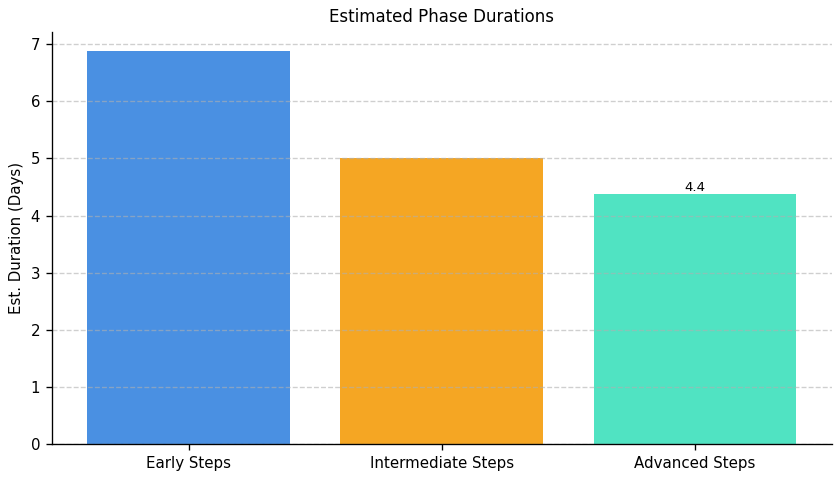 Estimated Phase Durations
Est. Duration (Days)
7
6
5
4
3
2
1
0
4.4
Early Steps
Intermediate Steps
Advanced Steps